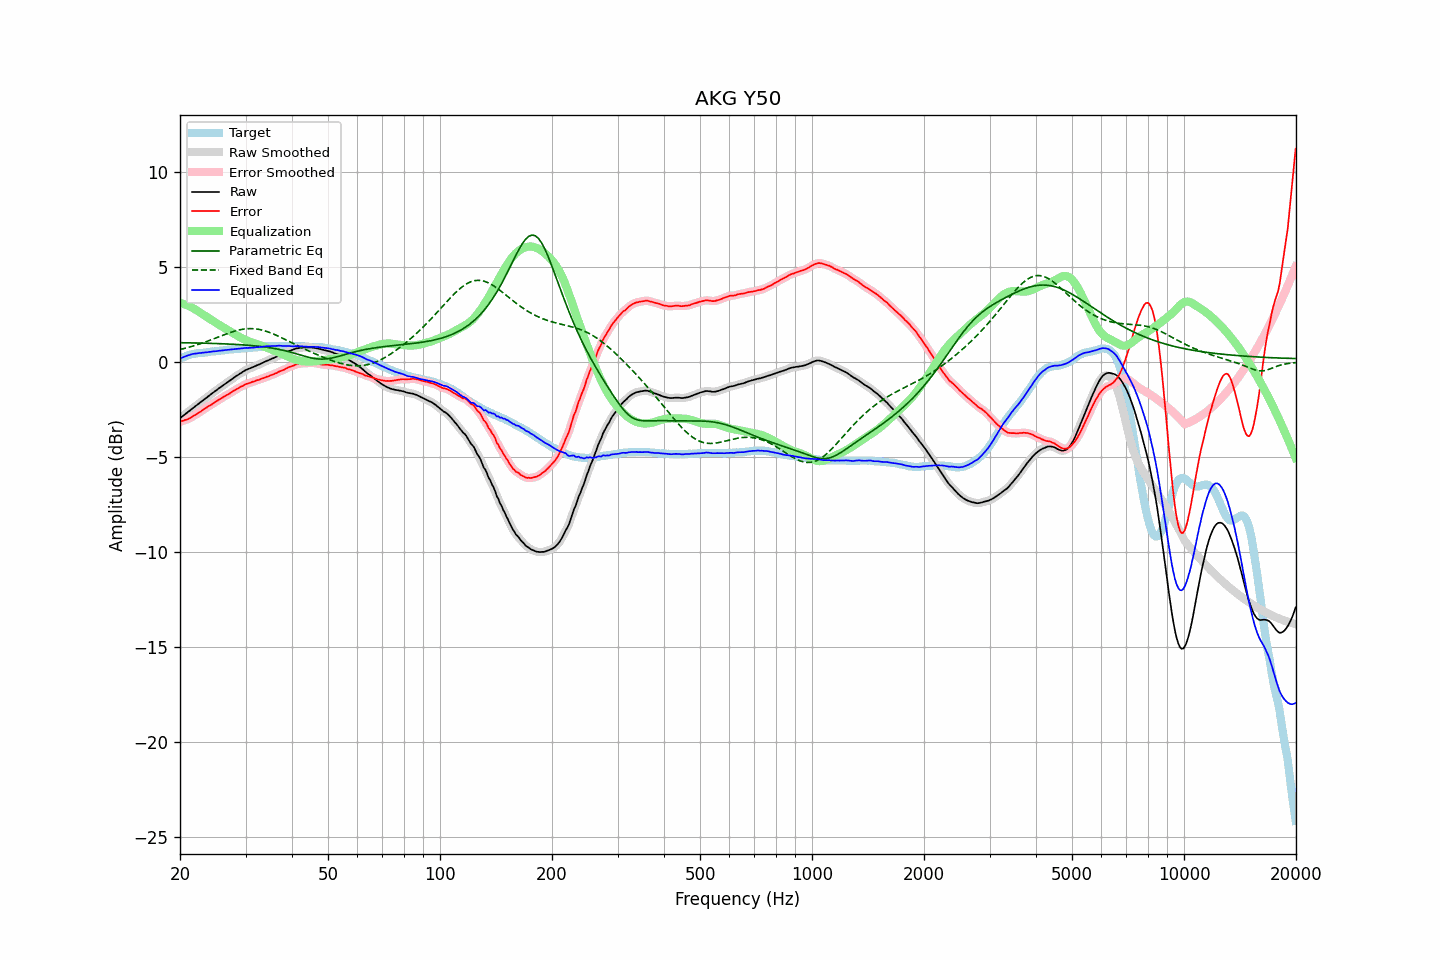 AKG Y50
Target
Raw Smoothed
Error Smoothed
Raw
Error
Equalization
Parametric Eq
Fixed Band Eq
Equalized
10
5
0
−5
−10
−15
−20
−25
Amplitude (dBr)
20 50 100 200 500 1000 2000 5000 10000 20000
Frequency (Hz)